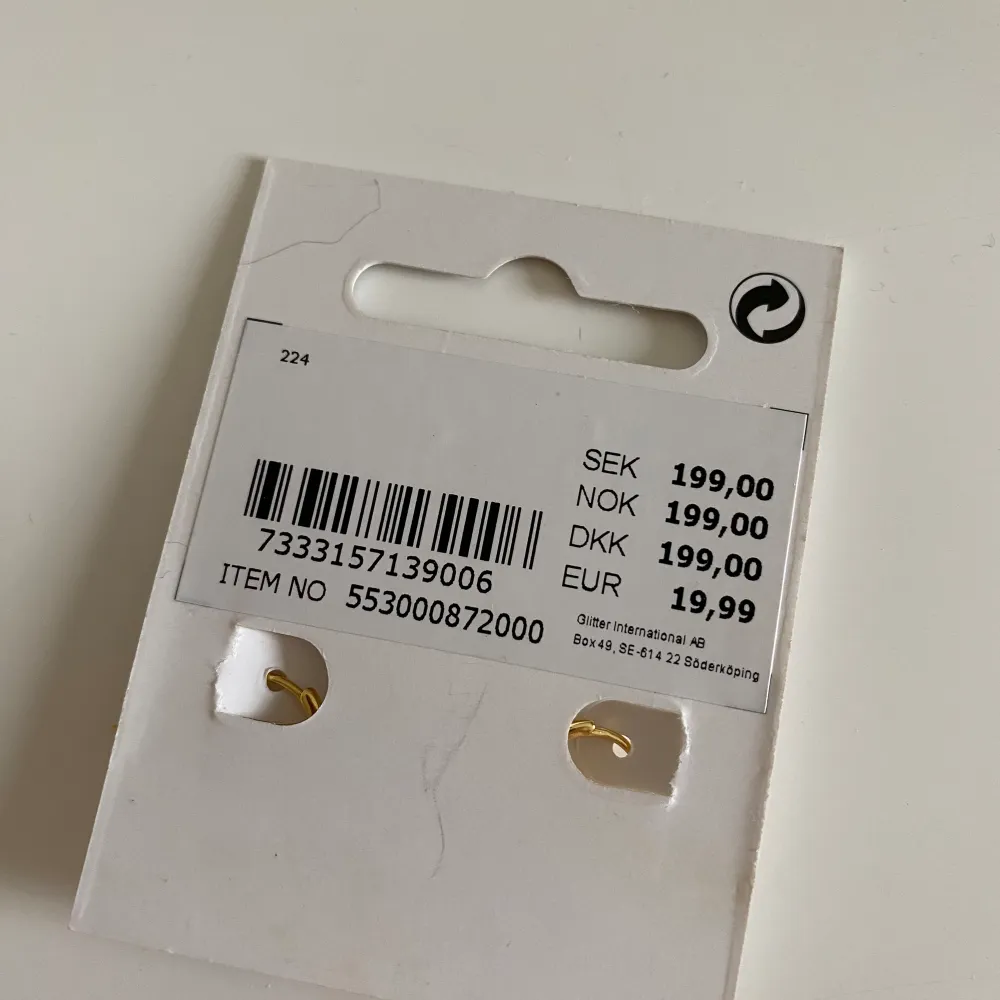 224
SEK 199,00
NOK 199,00
DKK 199,00
EUR 19,99
7333157139006
ITEM NO 553000872000
Glitter International AB
Box 49, SE-614 22 Söderköping